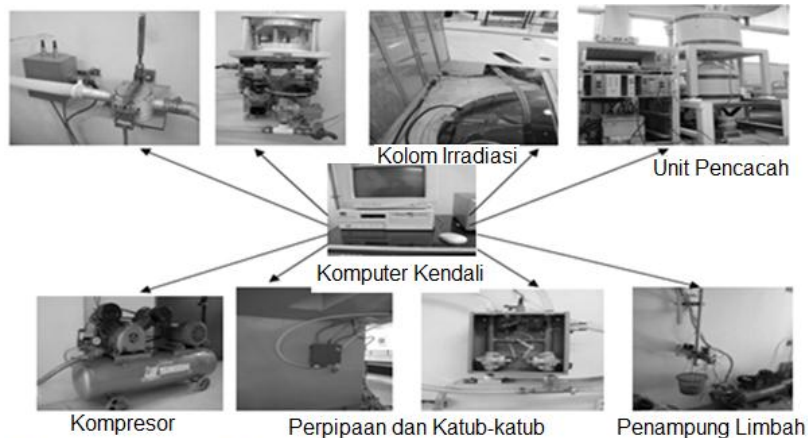 Kolom Irradiasi
Unit Pencacah
Komputer Kendali
Kompresor
Perpipaan dan Katub-katub
Penampung Limbah